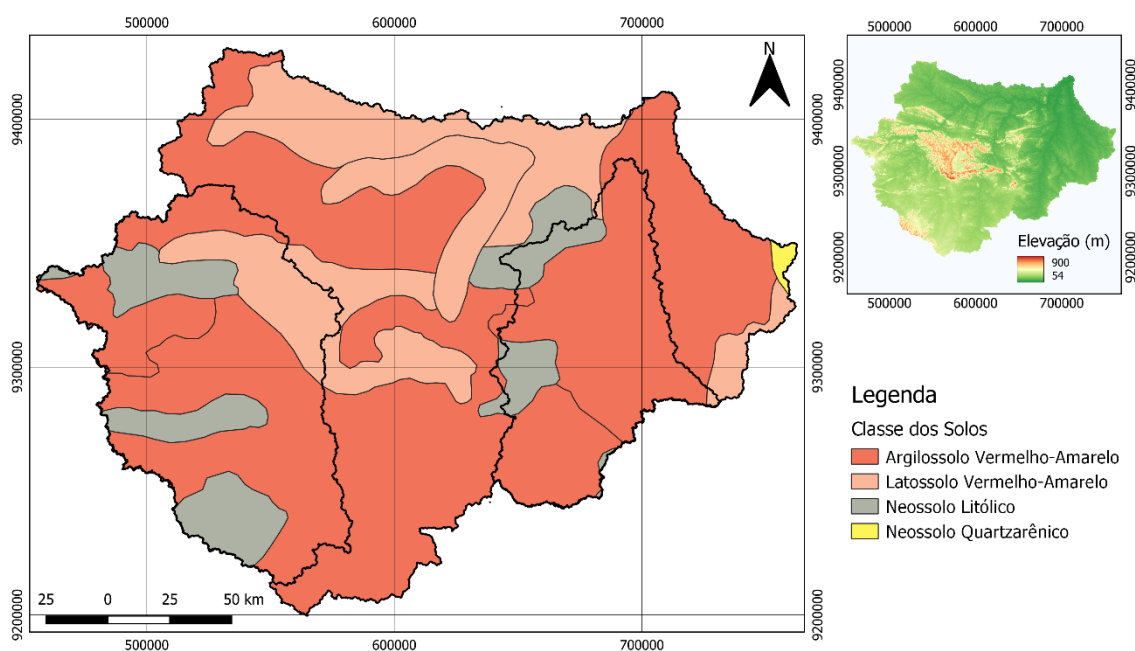 500000 600000 700000
N
9400000 9400000
9300000 9300000
9200000 9200000
25 0 25 50 km
500000 600000 700000
500000 600000 700000
9400000 9400000
9300000 9300000
9200000 9200000
Elevação (m)
900
54
500000 600000 700000
Legenda
Classe dos Solos
Argilossolo Vermelho-Amarelo
Latossolo Vermelho-Amarelo
Neossolo Litólico
Neossolo Quartzarênico